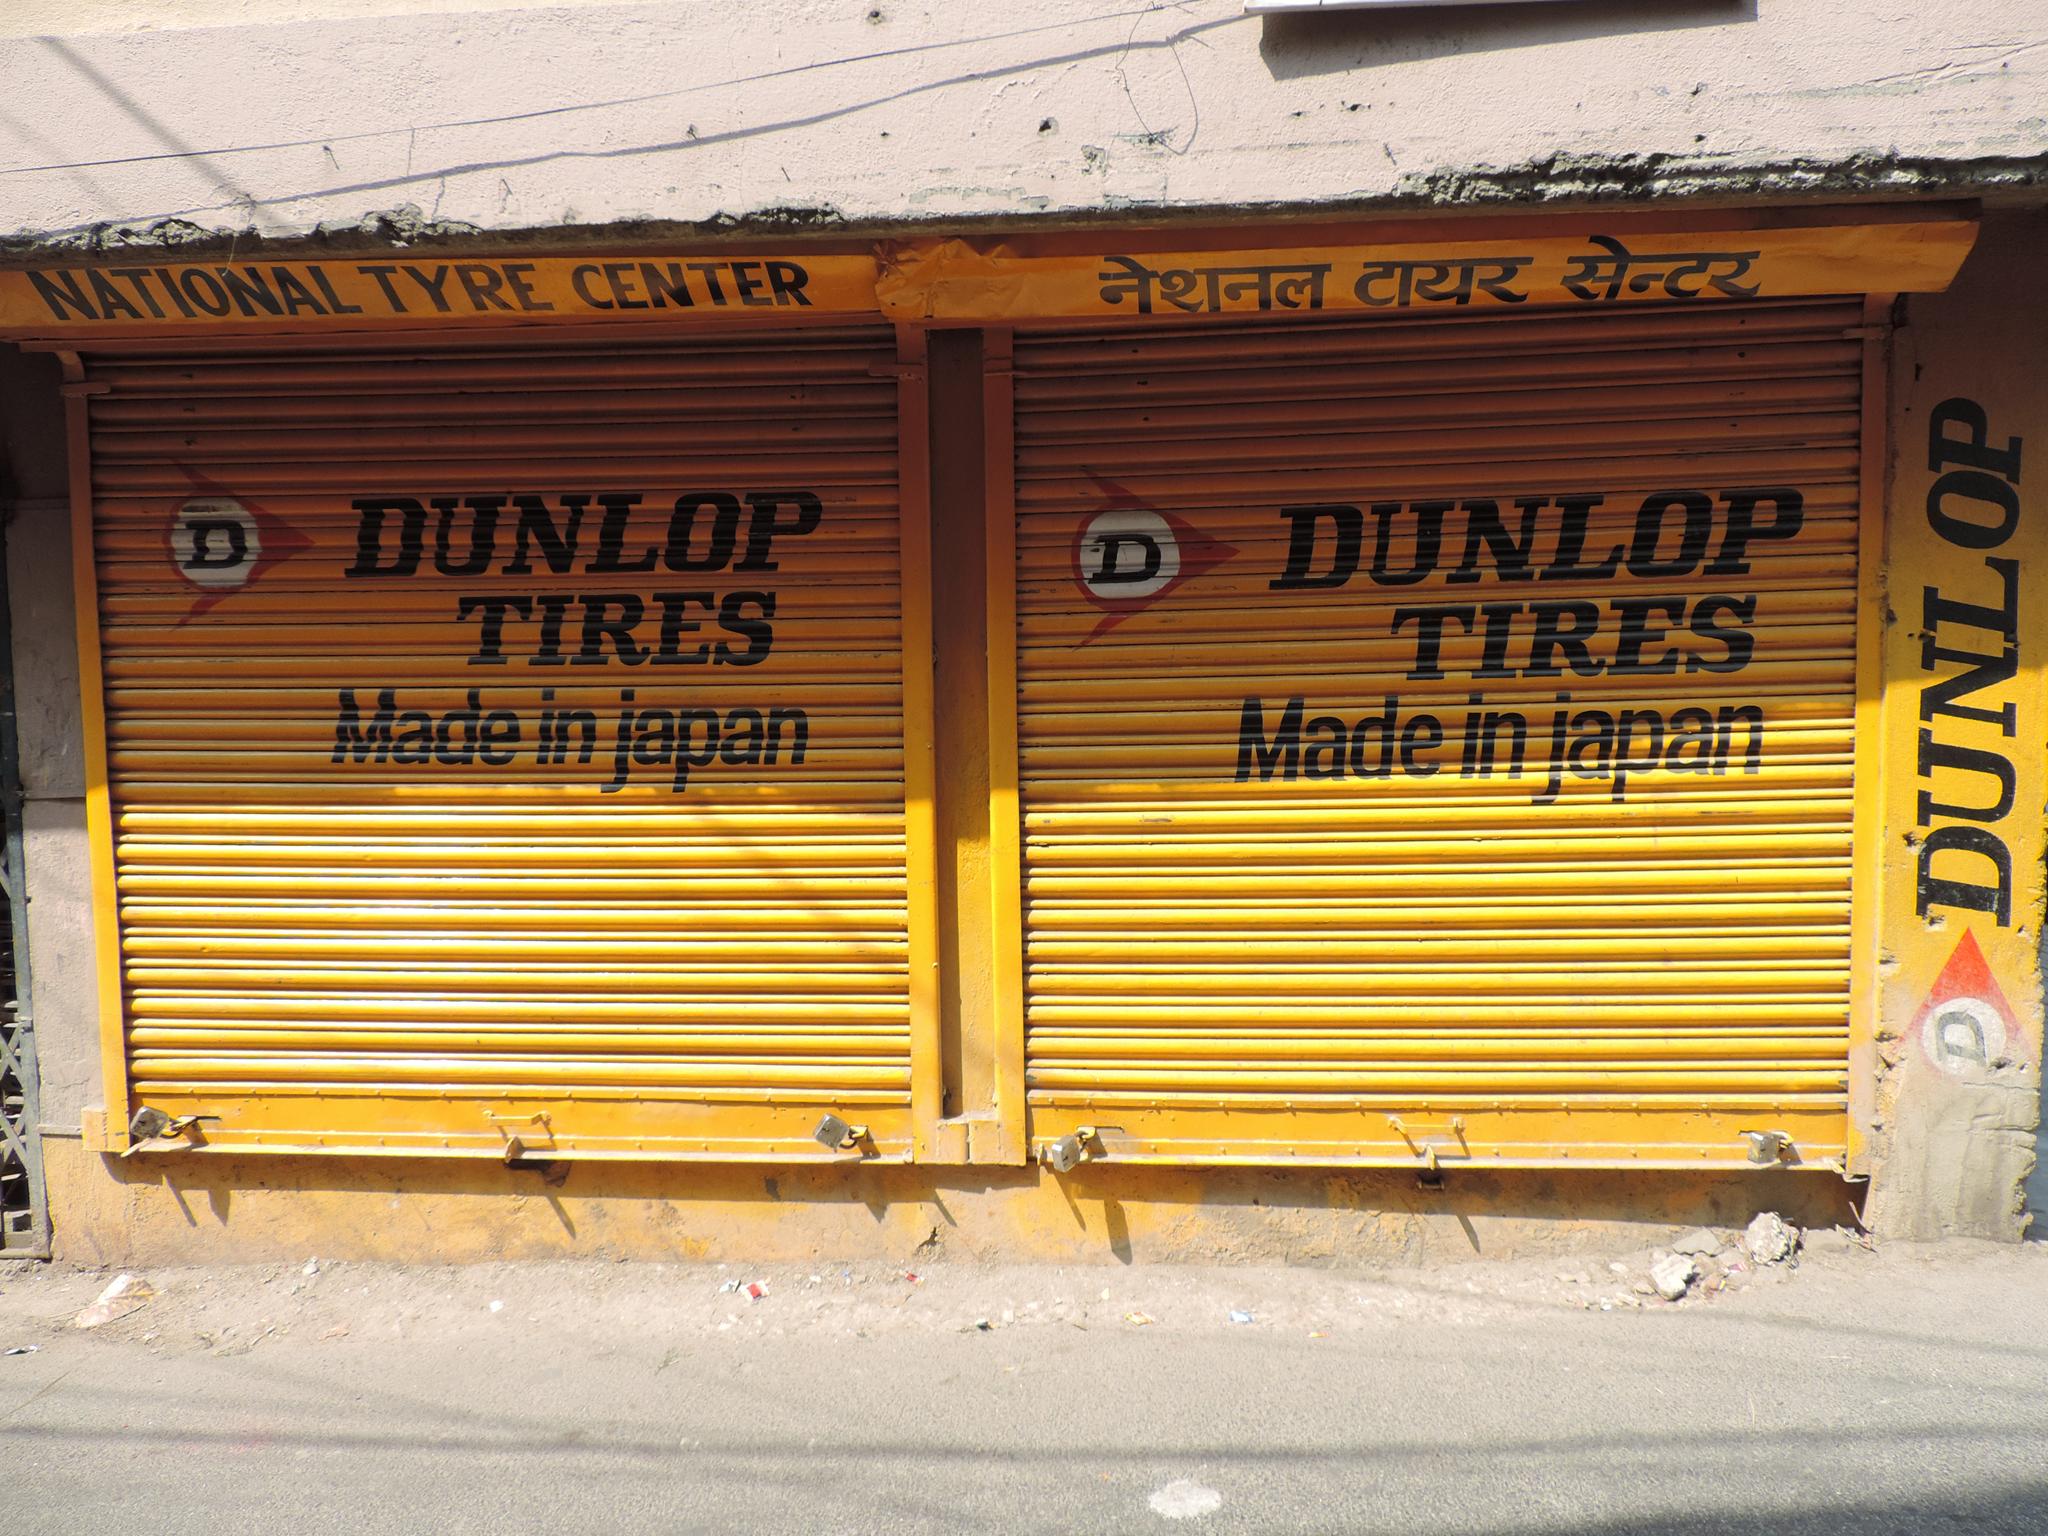 NATIONAL TYRE CENTER
नेशनल टायर सेन्टर
D DUNLOP
TIRES
Made in japan
D DUNLOP
TIRES
Made in japan
D DUNLOP